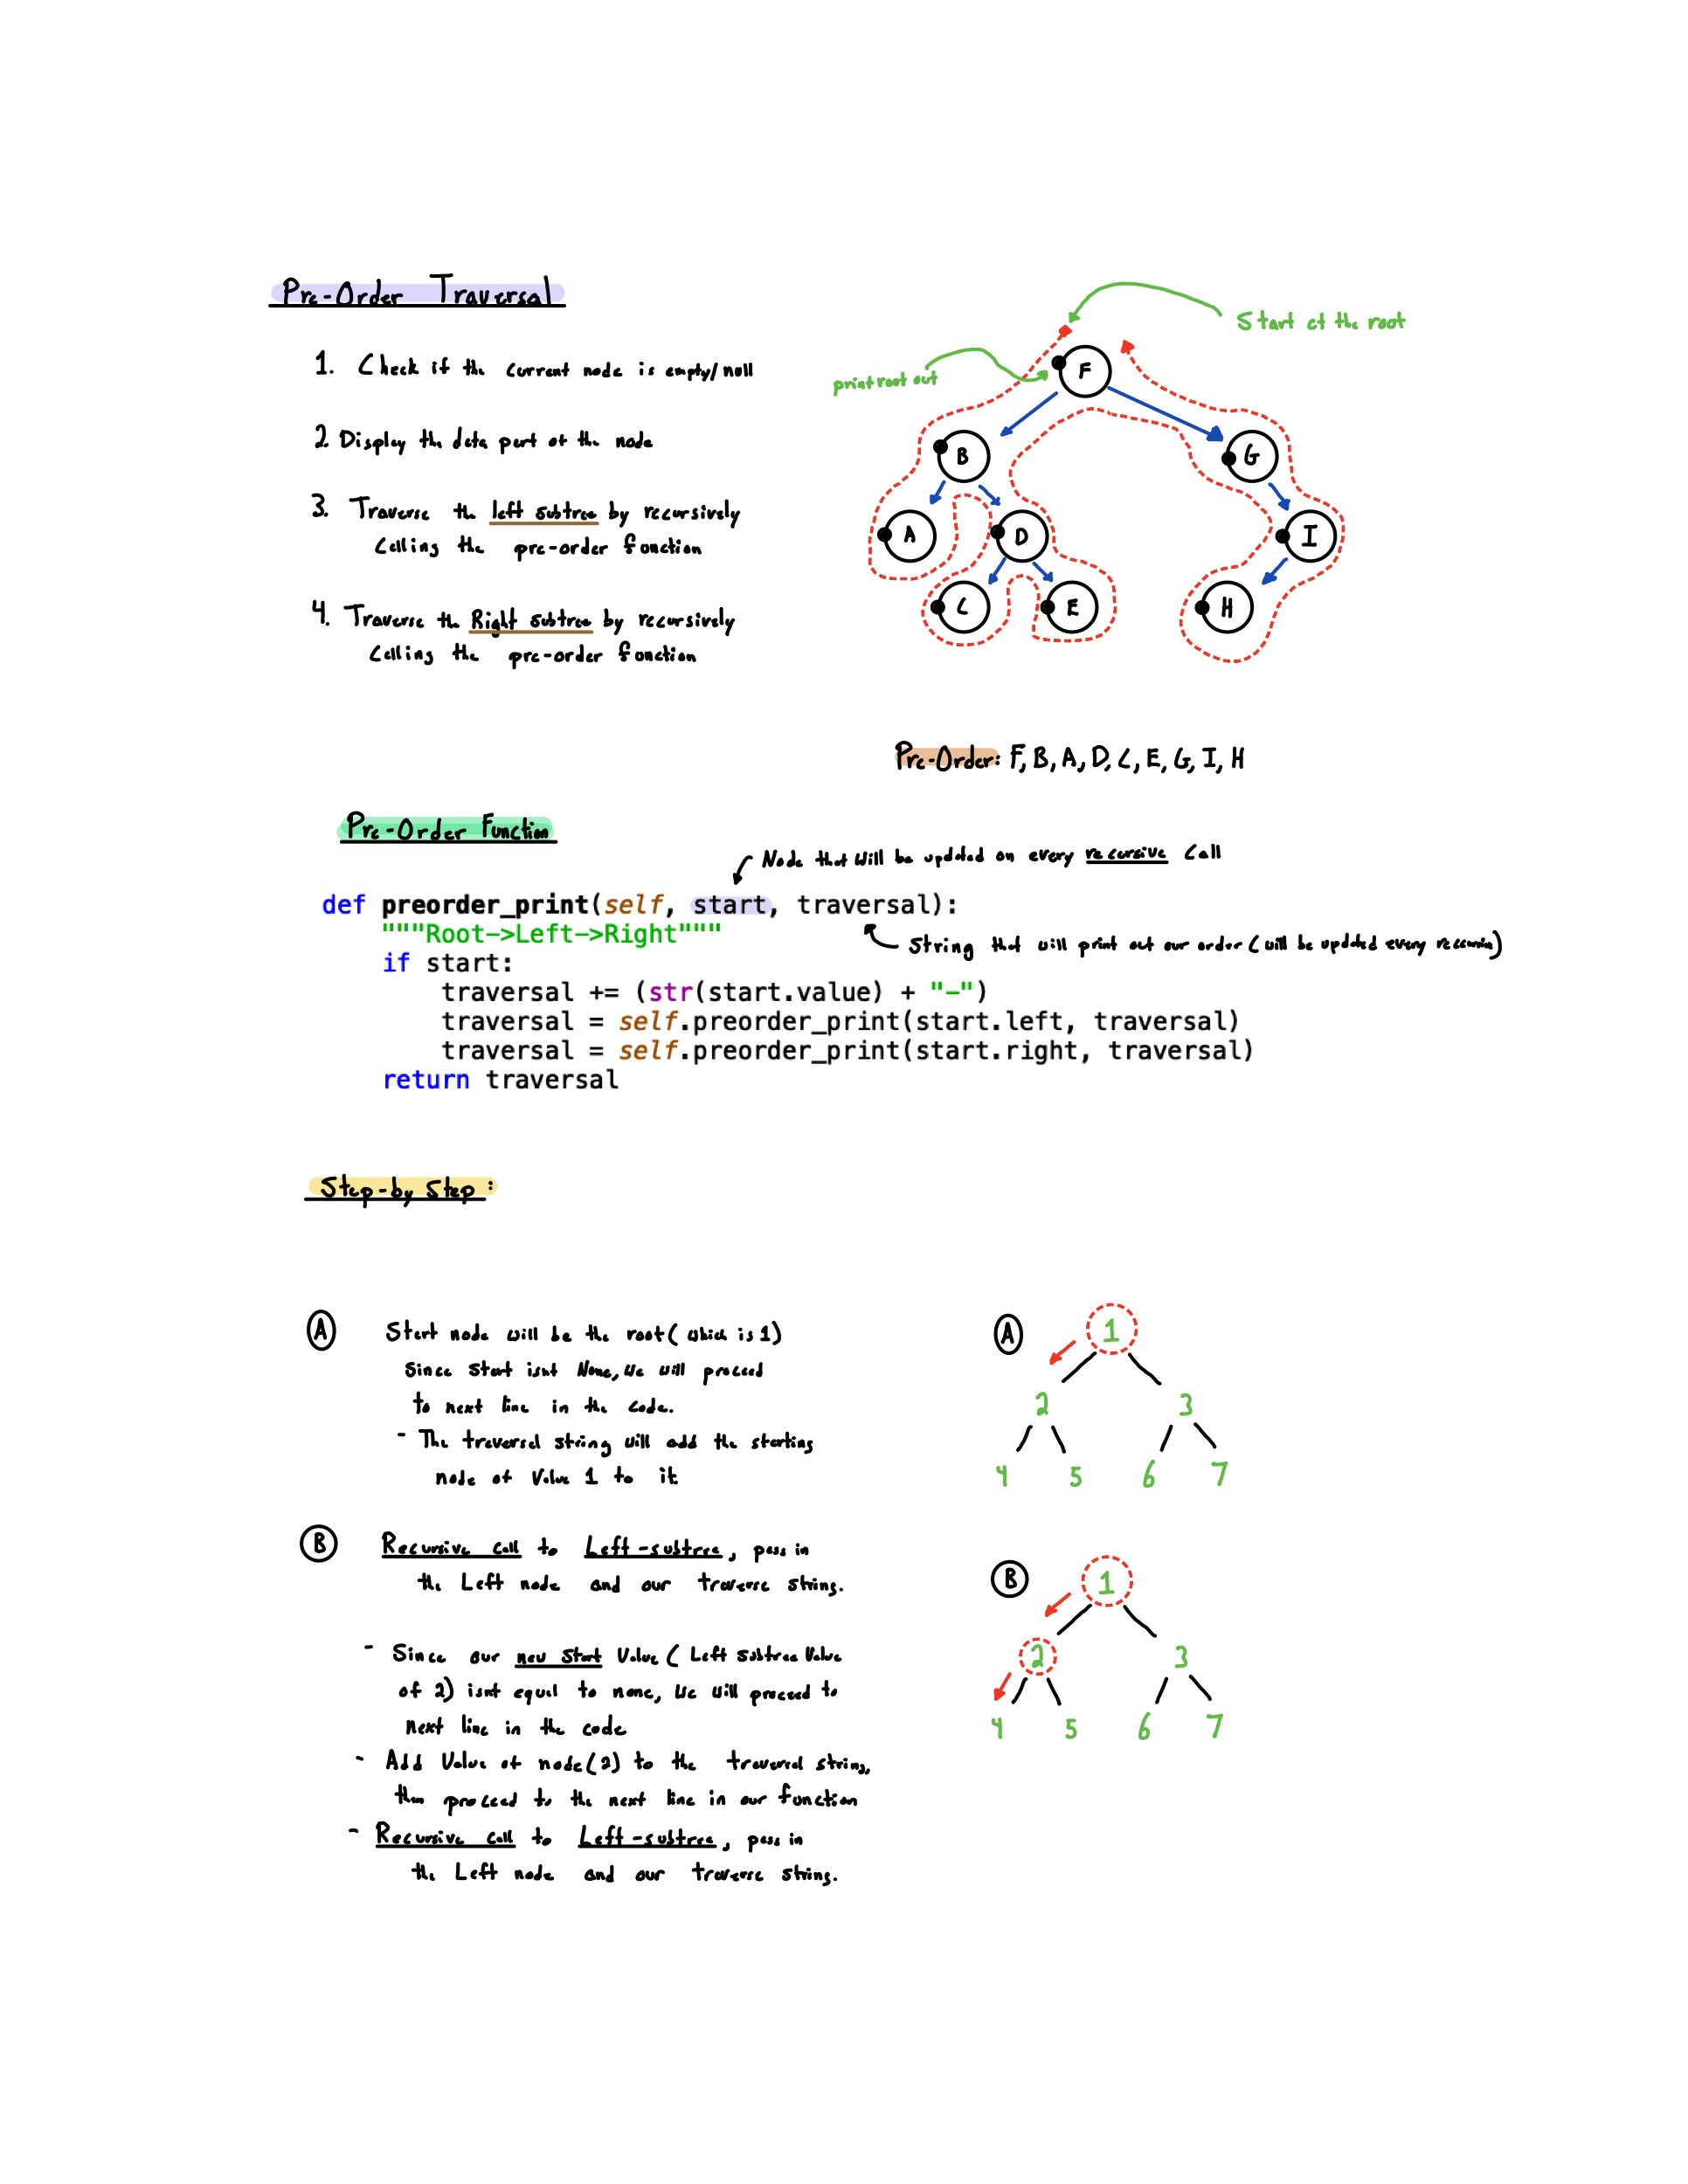 Pre-Order Traversal
1. Check if the current node is empty/null
2. Display the data part of the node
3. Traverse the left subtree by recursively
calling the pre-order function
4. Traverse the Right subtree by recursively
calling the pre-order function
Start at the root
print root out
F
B
G
A
D
I
C
E
H
Pre-Order: F, B, A, D, C, E, G, I, H
Pre-Order Function
Node that will be updated on every recursive call
def preorder_print(self, start, traversal):
"""Root->Left->Right"""
String that will print out our order (will be updated every recursion)
if start:
traversal += (str(start.value) + "-")
traversal = self.preorder_print(start.left, traversal)
traversal = self.preorder_print(start.right, traversal)
return traversal
Step-by Step:
A
Start node will be the root (which is 1)
Since start isnt None, we will proceed
to next line in the code.
- The traversal string will add the starting
node of value 1 to it
A
1
2 3
4 5 6 7
B
Recursive call to Left-subtree, pass in
the Left node and our traverse string.
- Since our new start value (Left subtree value
of 2) isnt equal to none, we will proceed to
next line in the code
- Add value of node(2) to the traversal string,
then proceed to the next line in our function
- Recursive call to Left-subtree, pass in
the Left node and our traverse string.
B
1
2 3
4 5 6 7